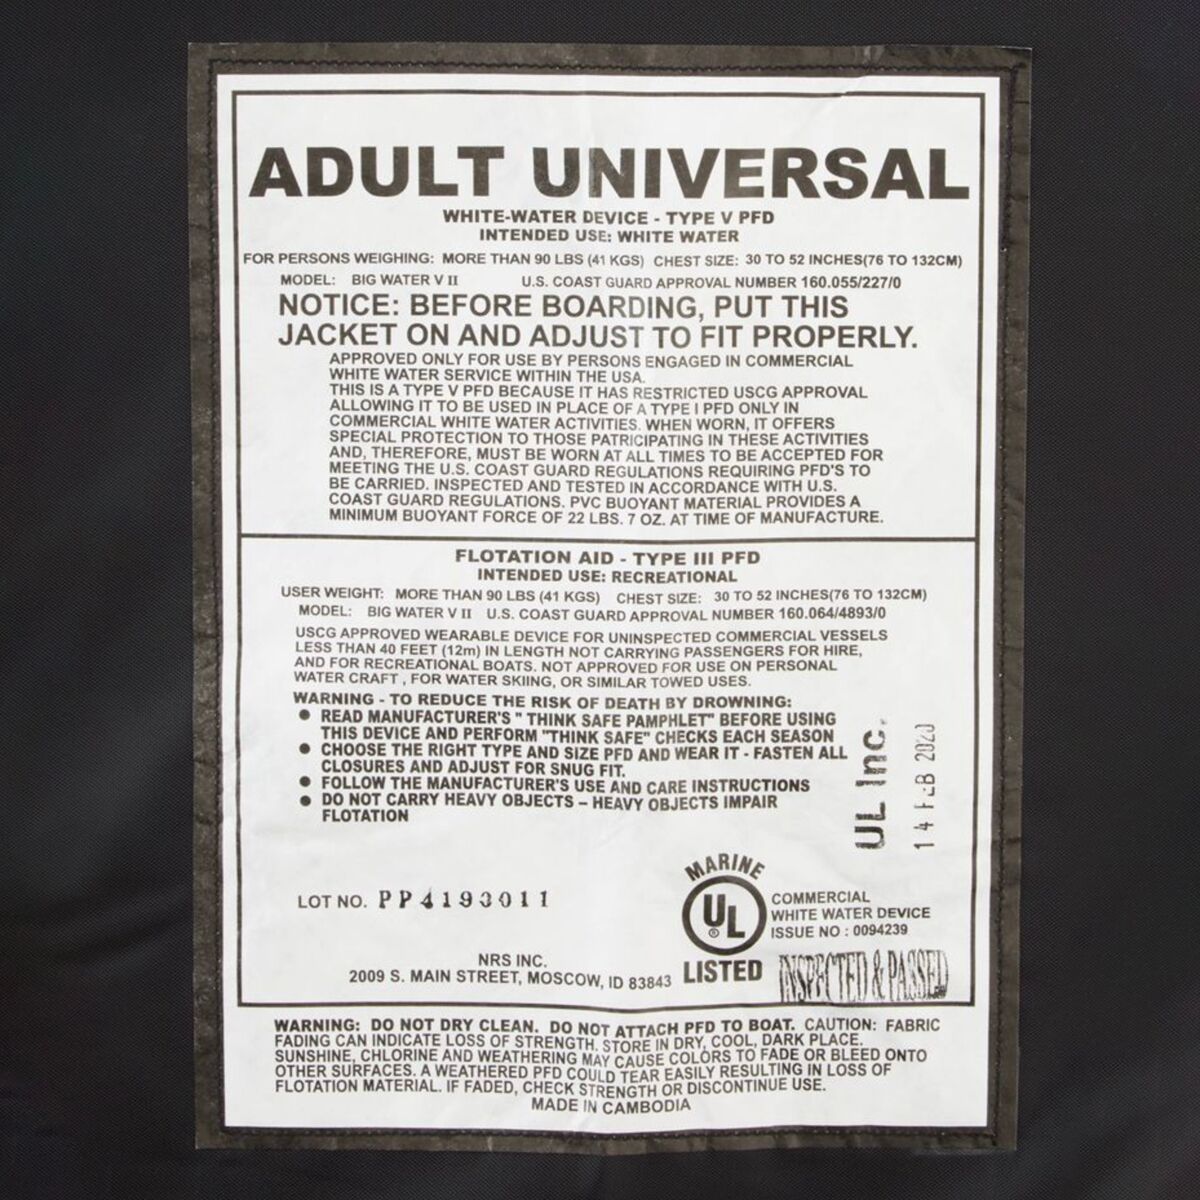 ADULT UNIVERSAL
WHITE-WATER DEVICE - TYPE V PFD
INTENDED USE: WHITE WATER
FOR PERSONS WEIGHING: MORE THAN 90 LBS (41 KGS) CHEST SIZE: 30 TO 52 INCHES(76 TO 132CM)
MODEL: BIG WATER V II U.S. COAST GUARD APPROVAL NUMBER 160.055/227/0
NOTICE: BEFORE BOARDING, PUT THIS
JACKET ON AND ADJUST TO FIT PROPERLY.
APPROVED ONLY FOR USE BY PERSONS ENGAGED IN COMMERCIAL
WHITE WATER SERVICE WITHIN THE USA.
THIS IS A TYPE V PFD BECAUSE IT HAS RESTRICTED USCG APPROVAL
ALLOWING IT TO BE USED IN PLACE OF A TYPE I PFD ONLY IN
COMMERCIAL WHITE WATER ACTIVITIES. WHEN WORN, IT OFFERS
SPECIAL PROTECTION TO THOSE PATRICIPATING IN THESE ACTIVITIES
AND, THEREFORE, MUST BE WORN AT ALL TIMES TO BE ACCEPTED FOR
MEETING THE U.S. COAST GUARD REGULATIONS REQUIRING PFD'S TO
BE CARRIED. INSPECTED AND TESTED IN ACCORDANCE WITH U.S.
COAST GUARD REGULATIONS. PVC BUOYANT MATERIAL PROVIDES A
MINIMUM BUOYANT FORCE OF 22 LBS. 7 OZ. AT TIME OF MANUFACTURE.
FLOTATION AID - TYPE III PFD
INTENDED USE: RECREATIONAL
USER WEIGHT: MORE THAN 90 LBS (41 KGS) CHEST SIZE: 30 TO 52 INCHES(76 TO 132CM)
MODEL: BIG WATER V II U.S. COAST GUARD APPROVAL NUMBER 160.064/4893/0
USCG APPROVED WEARABLE DEVICE FOR UNINSPECTED COMMERCIAL VESSELS
LESS THAN 40 FEET (12m) IN LENGTH NOT CARRYING PASSENGERS FOR HIRE,
AND FOR RECREATIONAL BOATS. NOT APPROVED FOR USE ON PERSONAL
WATER CRAFT , FOR WATER SKIING, OR SIMILAR TOWED USES.
WARNING - TO REDUCE THE RISK OF DEATH BY DROWNING:
● READ MANUFACTURER'S " THINK SAFE PAMPHLET" BEFORE USING
THIS DEVICE AND PERFORM "THINK SAFE" CHECKS EACH SEASON
● CHOOSE THE RIGHT TYPE AND SIZE PFD AND WEAR IT - FASTEN ALL
CLOSURES AND ADJUST FOR SNUG FIT.
● FOLLOW THE MANUFACTURER'S USE AND CARE INSTRUCTIONS
● DO NOT CARRY HEAVY OBJECTS – HEAVY OBJECTS IMPAIR
FLOTATION
UL Inc.
14 FEB 2020
LOT NO. PP4193011
MARINE
UL ®
LISTED
COMMERCIAL
WHITE WATER DEVICE
ISSUE NO : 0094239
INSPECTED & PASSED
NRS INC.
2009 S. MAIN STREET, MOSCOW, ID 83843
WARNING: DO NOT DRY CLEAN. DO NOT ATTACH PFD TO BOAT. CAUTION: FABRIC
FADING CAN INDICATE LOSS OF STRENGTH. STORE IN DRY, COOL, DARK PLACE.
SUNSHINE, CHLORINE AND WEATHERING MAY CAUSE COLORS TO FADE OR BLEED ONTO
OTHER SURFACES. A WEATHERED PFD COULD TEAR EASILY RESULTING IN LOSS OF
FLOTATION MATERIAL. IF FADED, CHECK STRENGTH OR DISCONTINUE USE.
MADE IN CAMBODIA